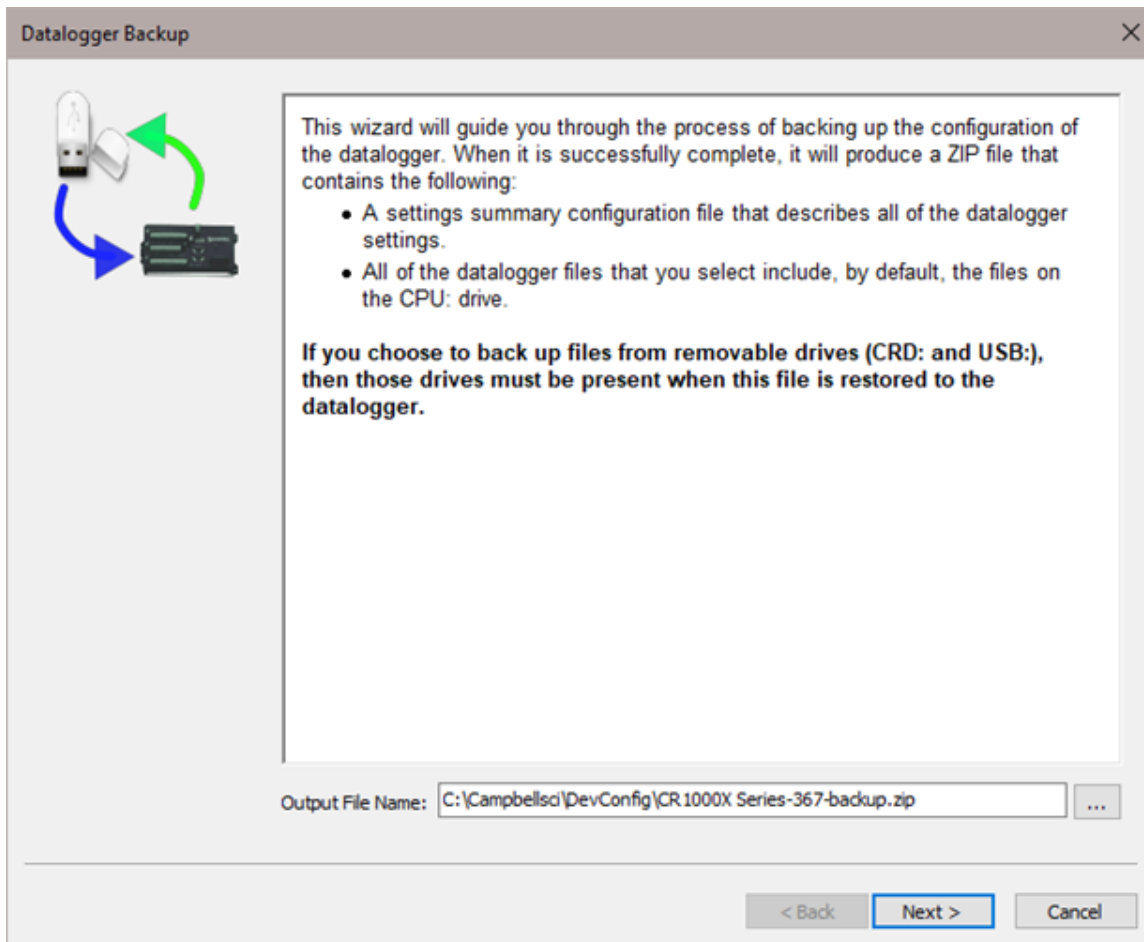 Datalogger Backup
This wizard will guide you through the process of backing up the configuration of
the datalogger. When it is successfully complete, it will produce a ZIP file that
contains the following:
• A settings summary configuration file that describes all of the datalogger
settings.
• All of the datalogger files that you select include, by default, the files on
the CPU: drive.
If you choose to back up files from removable drives (CRD: and USB:),
then those drives must be present when this file is restored to the
datalogger.
Output File Name: C:\Campbellsci\DevConfig\CR1000X Series-367-backup.zip ...
< Back Next > Cancel